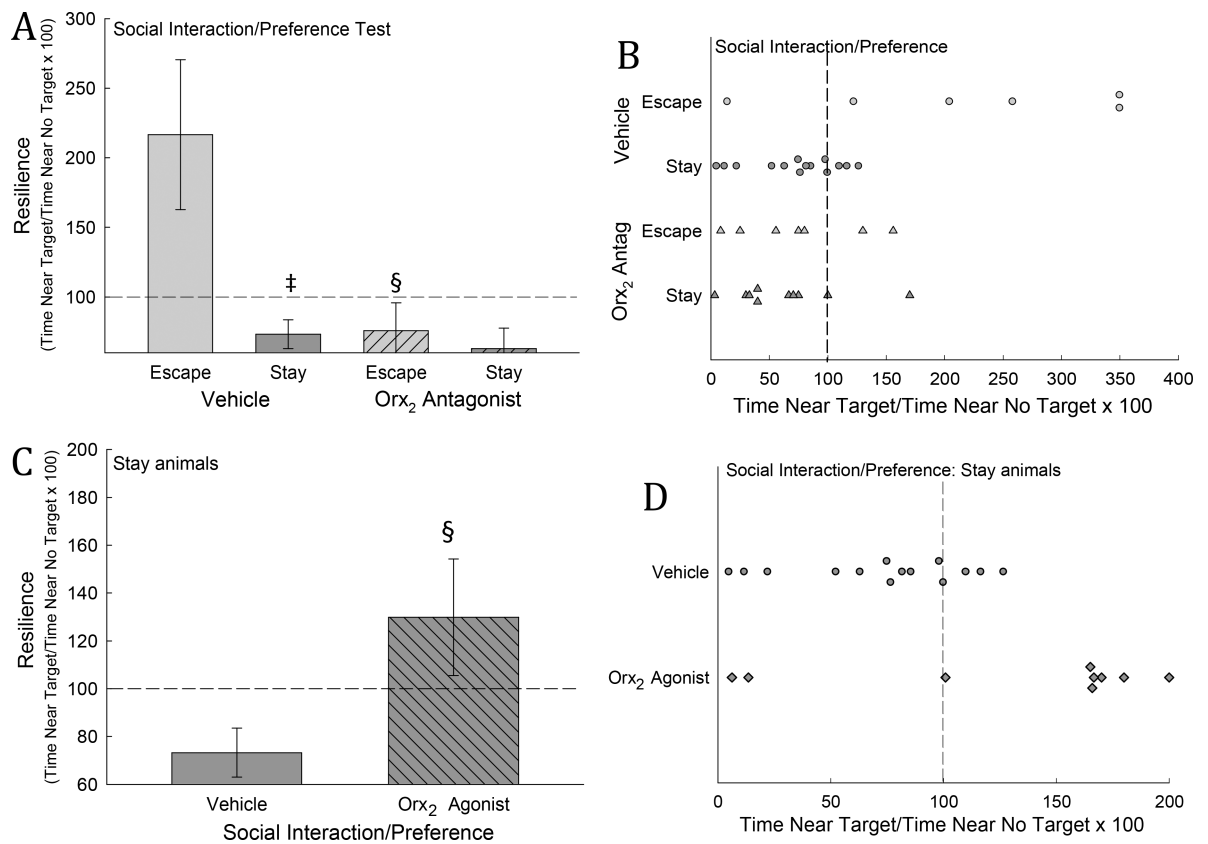 A
Social Interaction/Preference Test
Resilience
(Time Near Target/Time Near No Target x 100)
300
250
200
150
100
‡
§
Escape
Stay
Escape
Stay
Vehicle
Orx2 Antagonist
B
Social Interaction/Preference
Vehicle
Escape
Stay
Orx2 Antag
Escape
Stay
0 50 100 150 200 250 300 350 400
Time Near Target/Time Near No Target x 100
C
Stay animals
Resilience
(Time Near Target/Time Near No Target x 100)
200
180
160
140
120
100
80
60
§
Vehicle
Orx2 Agonist
Social Interaction/Preference
D
Social Interaction/Preference: Stay animals
Vehicle
Orx2 Agonist
0 50 100 150 200
Time Near Target/Time Near No Target x 100